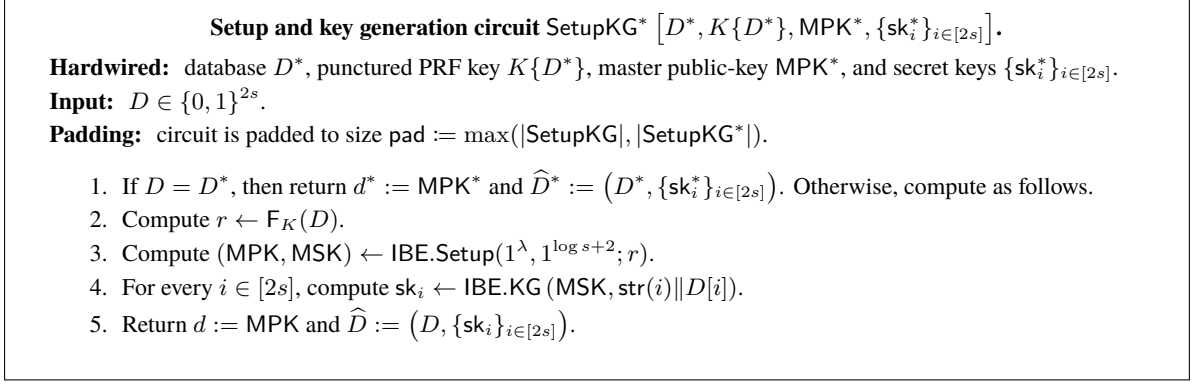 Setup and key generation circuit SetupKG* [D*, K{D*}, MPK*, {sk*_i}_{i∈[2s]}].
Hardwired: database D*, punctured PRF key K{D*}, master public-key MPK*, and secret keys {sk*_i}_{i∈[2s]}.
Input: D ∈ {0, 1}^{2s}.
Padding: circuit is padded to size pad := max(|SetupKG|, |SetupKG*|).
1. If D = D*, then return d* := MPK* and D̂* := (D*, {sk*_i}_{i∈[2s]}). Otherwise, compute as follows.
2. Compute r ← F_K(D).
3. Compute (MPK, MSK) ← IBE.Setup(1^λ, 1^{log s+2}; r).
4. For every i ∈ [2s], compute sk_i ← IBE.KG (MSK, str(i)‖D[i]).
5. Return d := MPK and D̂ := (D, {sk_i}_{i∈[2s]}).